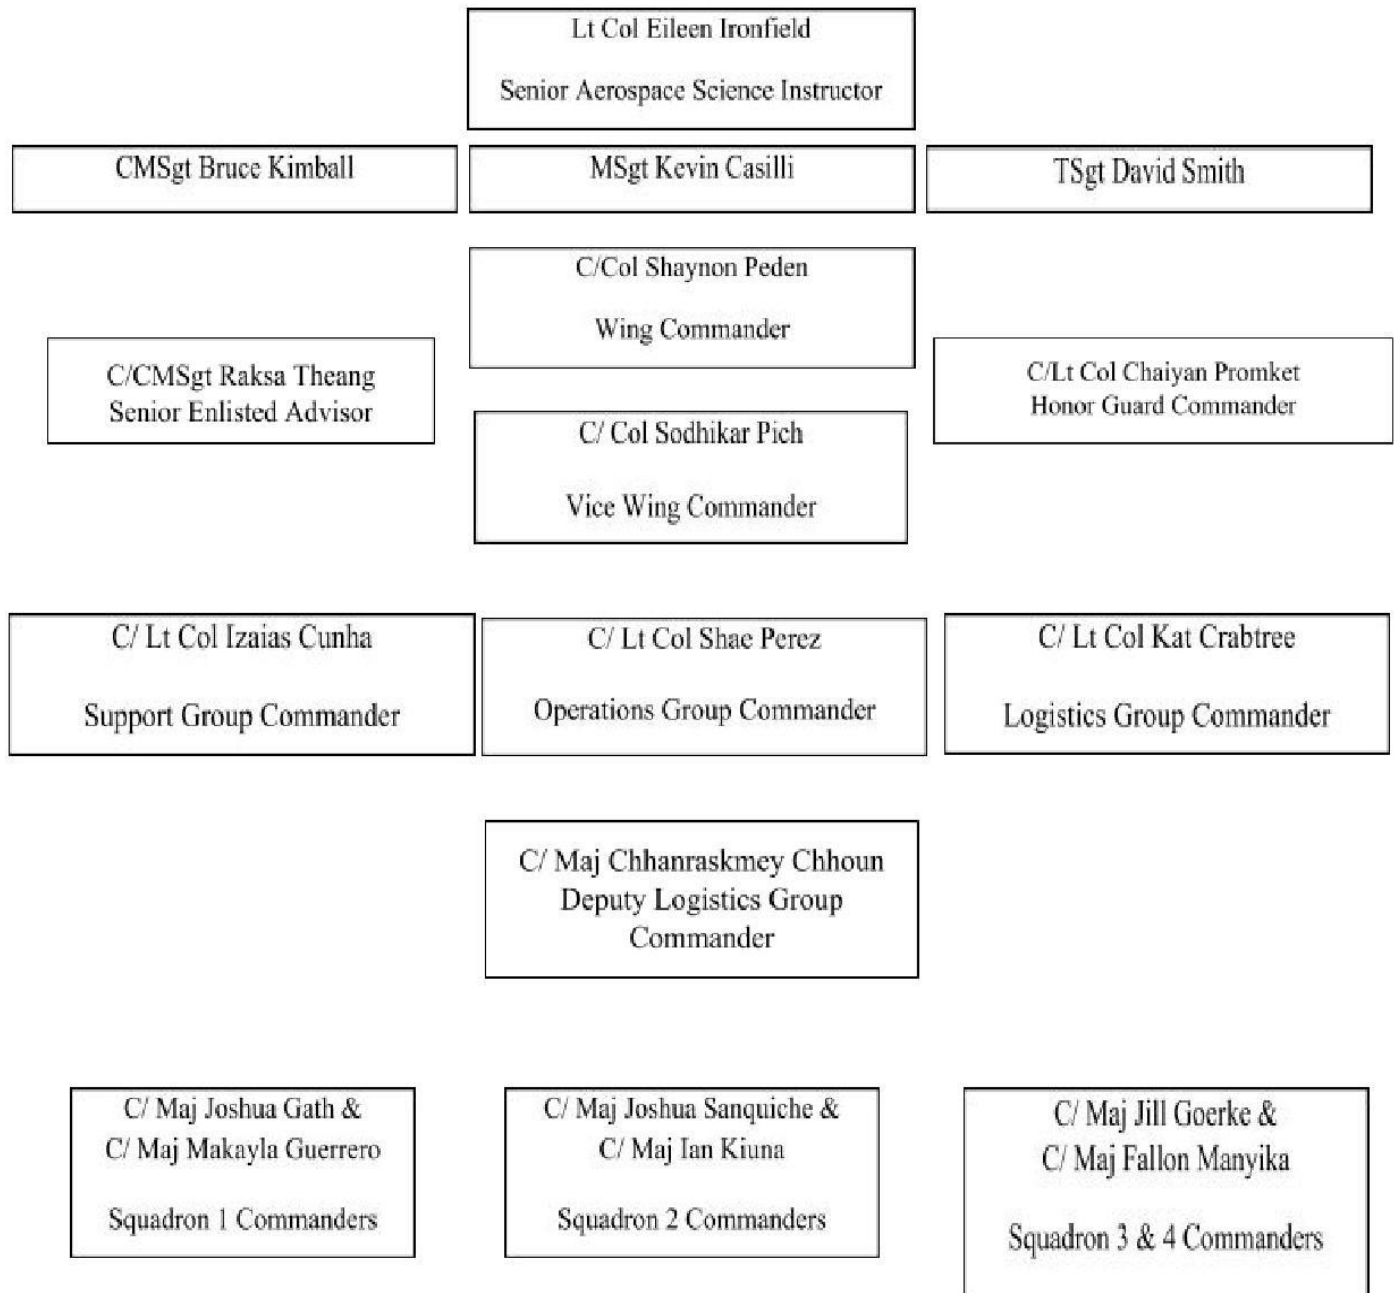 Lt Col Eileen Ironfield
Senior Aerospace Science Instructor
CMSgt Bruce Kimball
MSgt Kevin Casilli
TSgt David Smith
C/Col Shaynon Peden
Wing Commander
C/CMSgt Raksa Theang
Senior Enlisted Advisor
C/Lt Col Chaiyan Promket
Honor Guard Commander
C/ Col Sodhikar Pich
Vice Wing Commander
C/ Lt Col Izaias Cunha
Support Group Commander
C/ Lt Col Shae Perez
Operations Group Commander
C/ Lt Col Kat Crabtree
Logistics Group Commander
C/ Maj Chhanraskmey Chhoun
Deputy Logistics Group
Commander
C/ Maj Joshua Gath &
C/ Maj Makayla Guerrero
Squadron 1 Commanders
C/ Maj Joshua Sanquiche &
C/ Maj Ian Kiuna
Squadron 2 Commanders
C/ Maj Jill Goerke &
C/ Maj Fallon Manyika
Squadron 3 & 4 Commanders